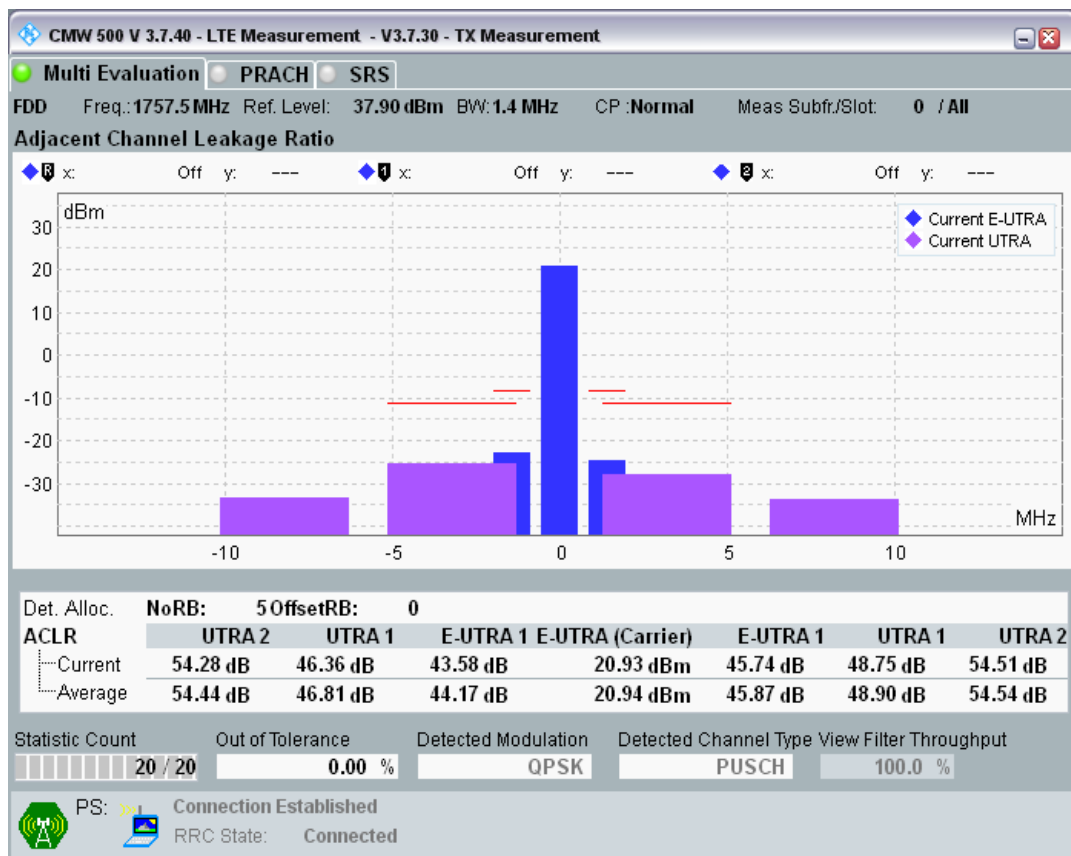 CMW 500 V 3.7.40 - LTE Measurement - V3.7.30 - TX Measurement
Multi Evaluation PRACH SRS
FDD Freq.: 1757.5 MHz Ref. Level: 37.90 dBm BW: 1.4 MHz CP : Normal Meas Subfr./Slot: 0 / All
Adjacent Channel Leakage Ratio
R x: Off y: --- 1 x: Off y: --- 2 x: Off y: ---
dBm
Current E-UTRA
Current UTRA
30
20
10
0
-10
-20
-30
MHz
-10 -5 0 5 10
Det. Alloc. NoRB: 5 OffsetRB: 0
ACLR UTRA 2 UTRA 1 E-UTRA 1 E-UTRA (Carrier) E-UTRA 1 UTRA 1 UTRA 2
Current 54.28 dB 46.36 dB 43.58 dB 20.93 dBm 45.74 dB 48.75 dB 54.51 dB
Average 54.44 dB 46.81 dB 44.17 dB 20.94 dBm 45.87 dB 48.90 dB 54.54 dB
Statistic Count Out of Tolerance Detected Modulation Detected Channel Type View Filter Throughput
20 / 20 0.00 % QPSK PUSCH 100.0 %
PS: Connection Established
RRC State: Connected